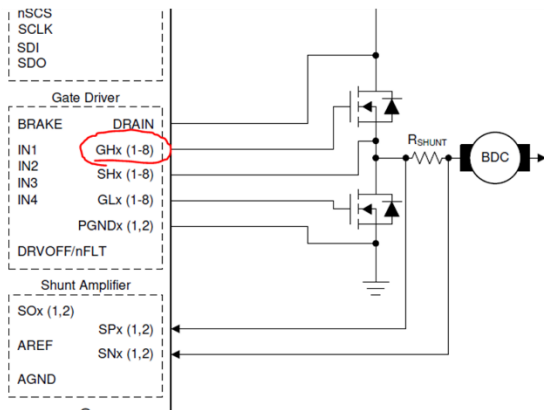 nSCS
SCLK
SDI
SDO
Gate Driver
BRAKE
DRAIN
IN1
GHx (1-8)
IN2
SHx (1-8)
IN3
IN4
GLx (1-8)
PGNDx (1,2)
DRVOFF/nFLT
RSHUNT
BDC
Shunt Amplifier
SOx (1,2)
SPx (1,2)
AREF
SNx (1,2)
AGND